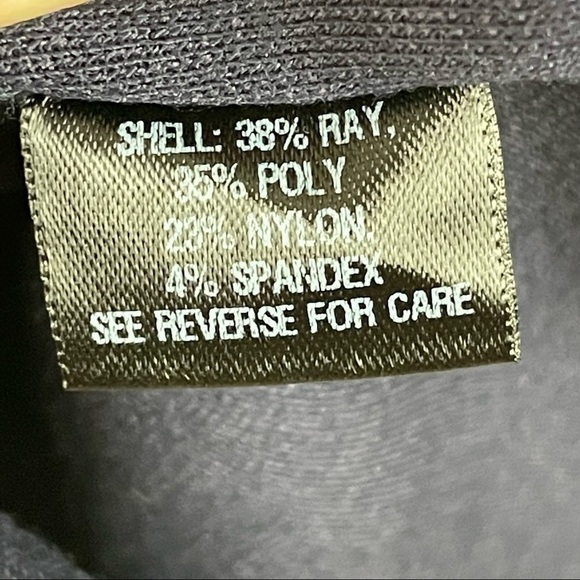 SHELL: 38% RAY,
35% POLY
23% NYLON,
4% SPANDEX
SEE REVERSE FOR CARE